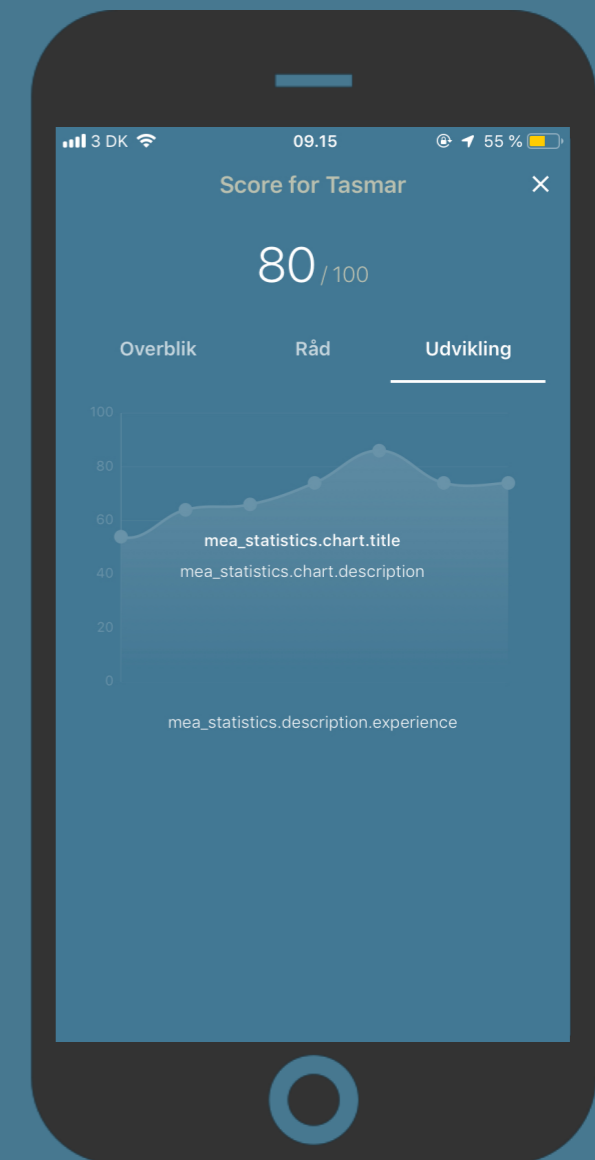 3 DK 09.15 55 %
Score for Tasmar
80 / 100
Overblik Råd Udvikling
100
80
60
mea_statistics.chart.title
40
mea_statistics.chart.description
20
0
mea_statistics.description.experience